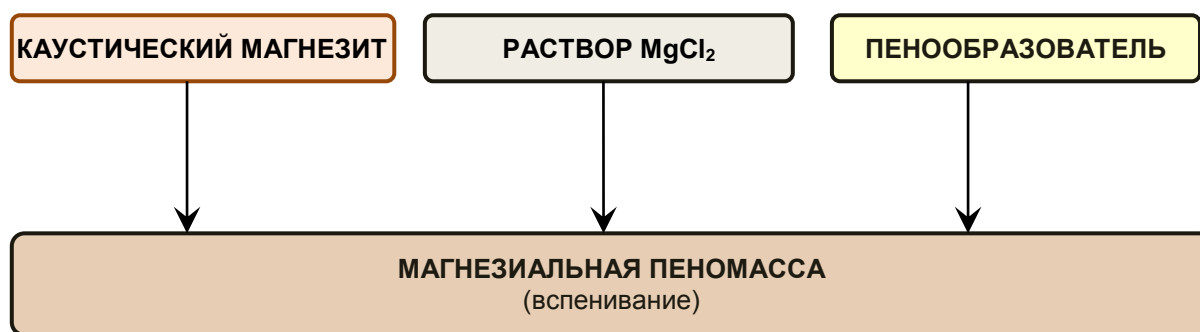 КАУСТИЧЕСКИЙ МАГНЕЗИТ
РАСТВОР MgCl₂
ПЕНООБРАЗОВАТЕЛЬ
МАГНЕЗИАЛЬНАЯ ПЕНОМАССА
(вспенивание)